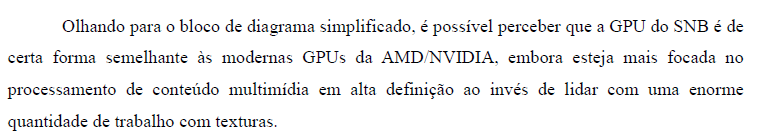 Olhando para o bloco de diagrama simplificado, é possível perceber que a GPU do SNB é de
certa forma semelhante às modernas GPUs da AMD/NVIDIA, embora esteja mais focada no
processamento de conteúdo multimídia em alta definição ao invés de lidar com uma enorme
quantidade de trabalho com texturas.